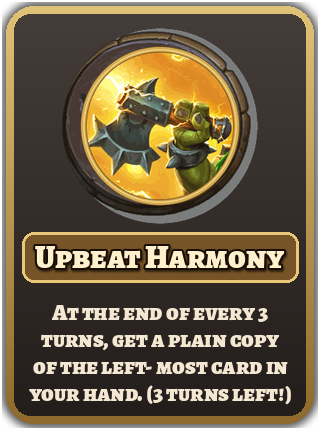 Upbeat Harmony
At the end of every 3
turns, get a plain copy
of the left- most card in
your hand. (3 turns left!)